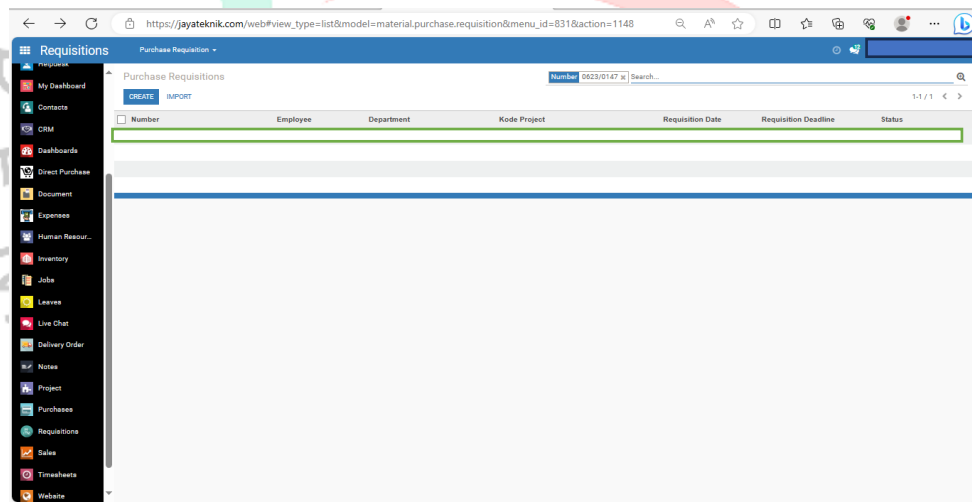 https://jayateknik.com/web#view_type=list&model=material.purchase.requisition&menu_id=831&action=1148
Requisitions
Purchase Requisition
Helpdesk
My Dashboard
Contacts
CRM
Dashboards
Direct Purchase
Document
Expenses
Human Resour...
Inventory
Jobs
Leaves
Live Chat
Delivery Order
Notes
Project
Purchases
Requisitions
Sales
Timesheets
Website
Purchase Requisitions
Number 0623/0147 x Search...
CREATE IMPORT
1-1 / 1
Number Employee Department Kode Project Requisition Date Requisition Deadline Status